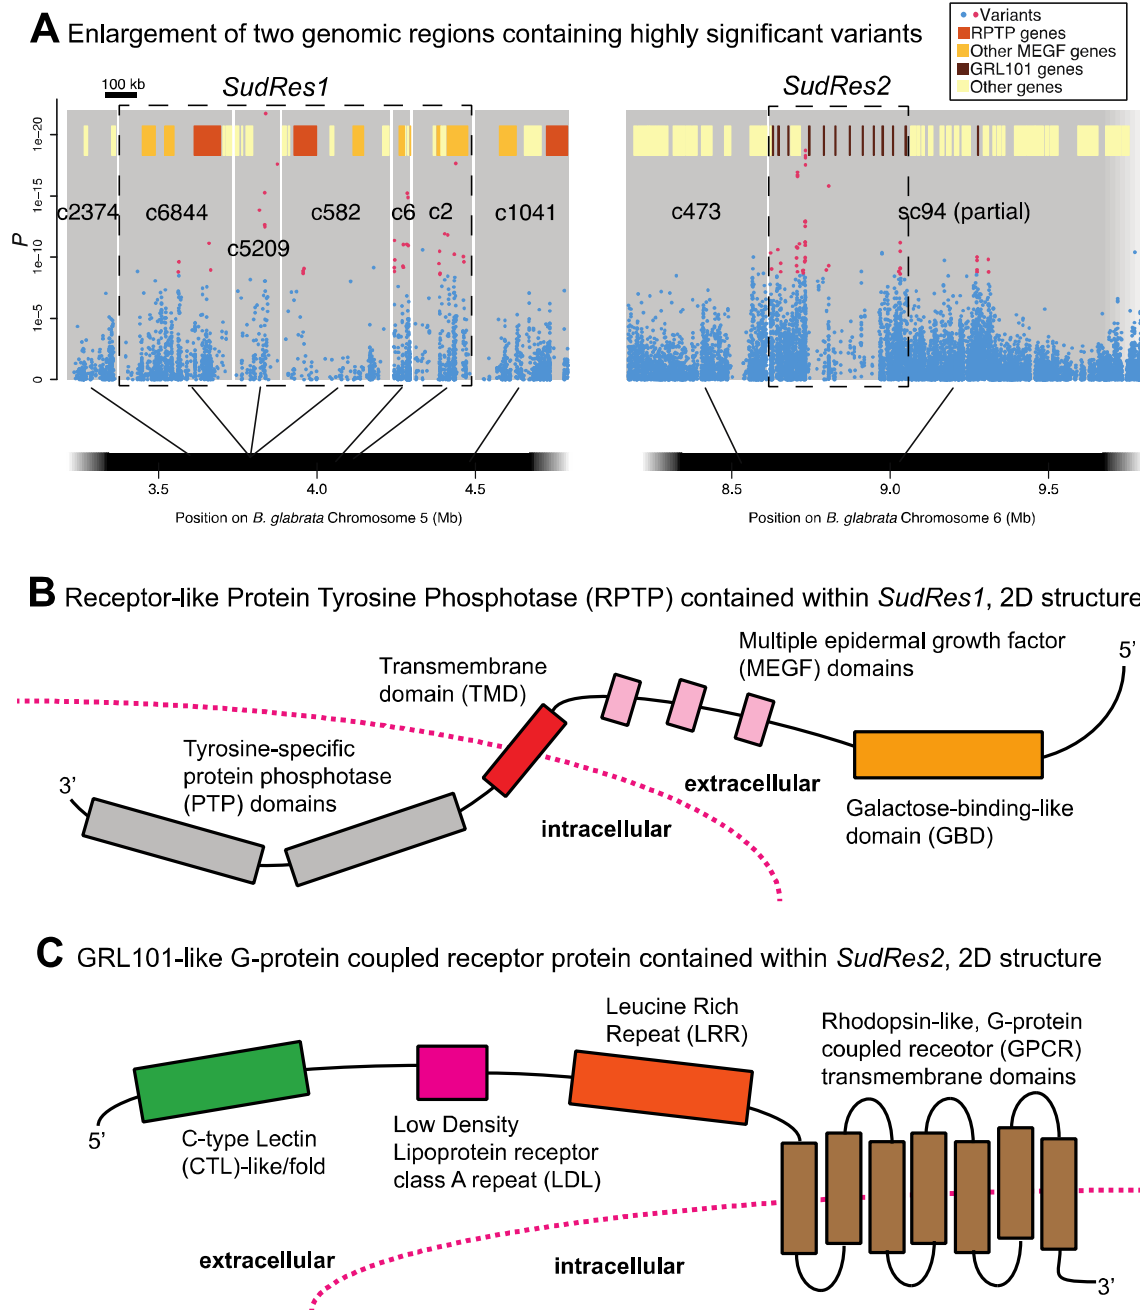 A Enlargement of two genomic regions containing highly significant variants
Variants
RPTP genes
Other MEGF genes
GRL101 genes
Other genes
100 kb
SudRes1
SudRes2
1e-20
1e-15
1e-10
1e-5
0
P
c2374
c6844
c5209
c582
c6
c2
c1041
c473
sc94 (partial)
3.5
4.0
4.5
8.5
9.0
9.5
Position on B. glabrata Chromosome 5 (Mb)
Position on B. glabrata Chromosome 6 (Mb)
B Receptor-like Protein Tyrosine Phosphotase (RPTP) contained within SudRes1, 2D structure
Transmembrane
domain (TMD)
Multiple epidermal growth factor
(MEGF) domains
5’
Tyrosine-specific
protein phosphotase
(PTP) domains
3’
extracellular
intracellular
Galactose-binding-like
domain (GBD)
C GRL101-like G-protein coupled receptor protein contained within SudRes2, 2D structure
Leucine Rich
Repeat (LRR)
Rhodopsin-like, G-protein
coupled receotor (GPCR)
transmembrane domains
5’
C-type Lectin
(CTL)-like/fold
Low Density
Lipoprotein receptor
class A repeat (LDL)
extracellular
intracellular
3’